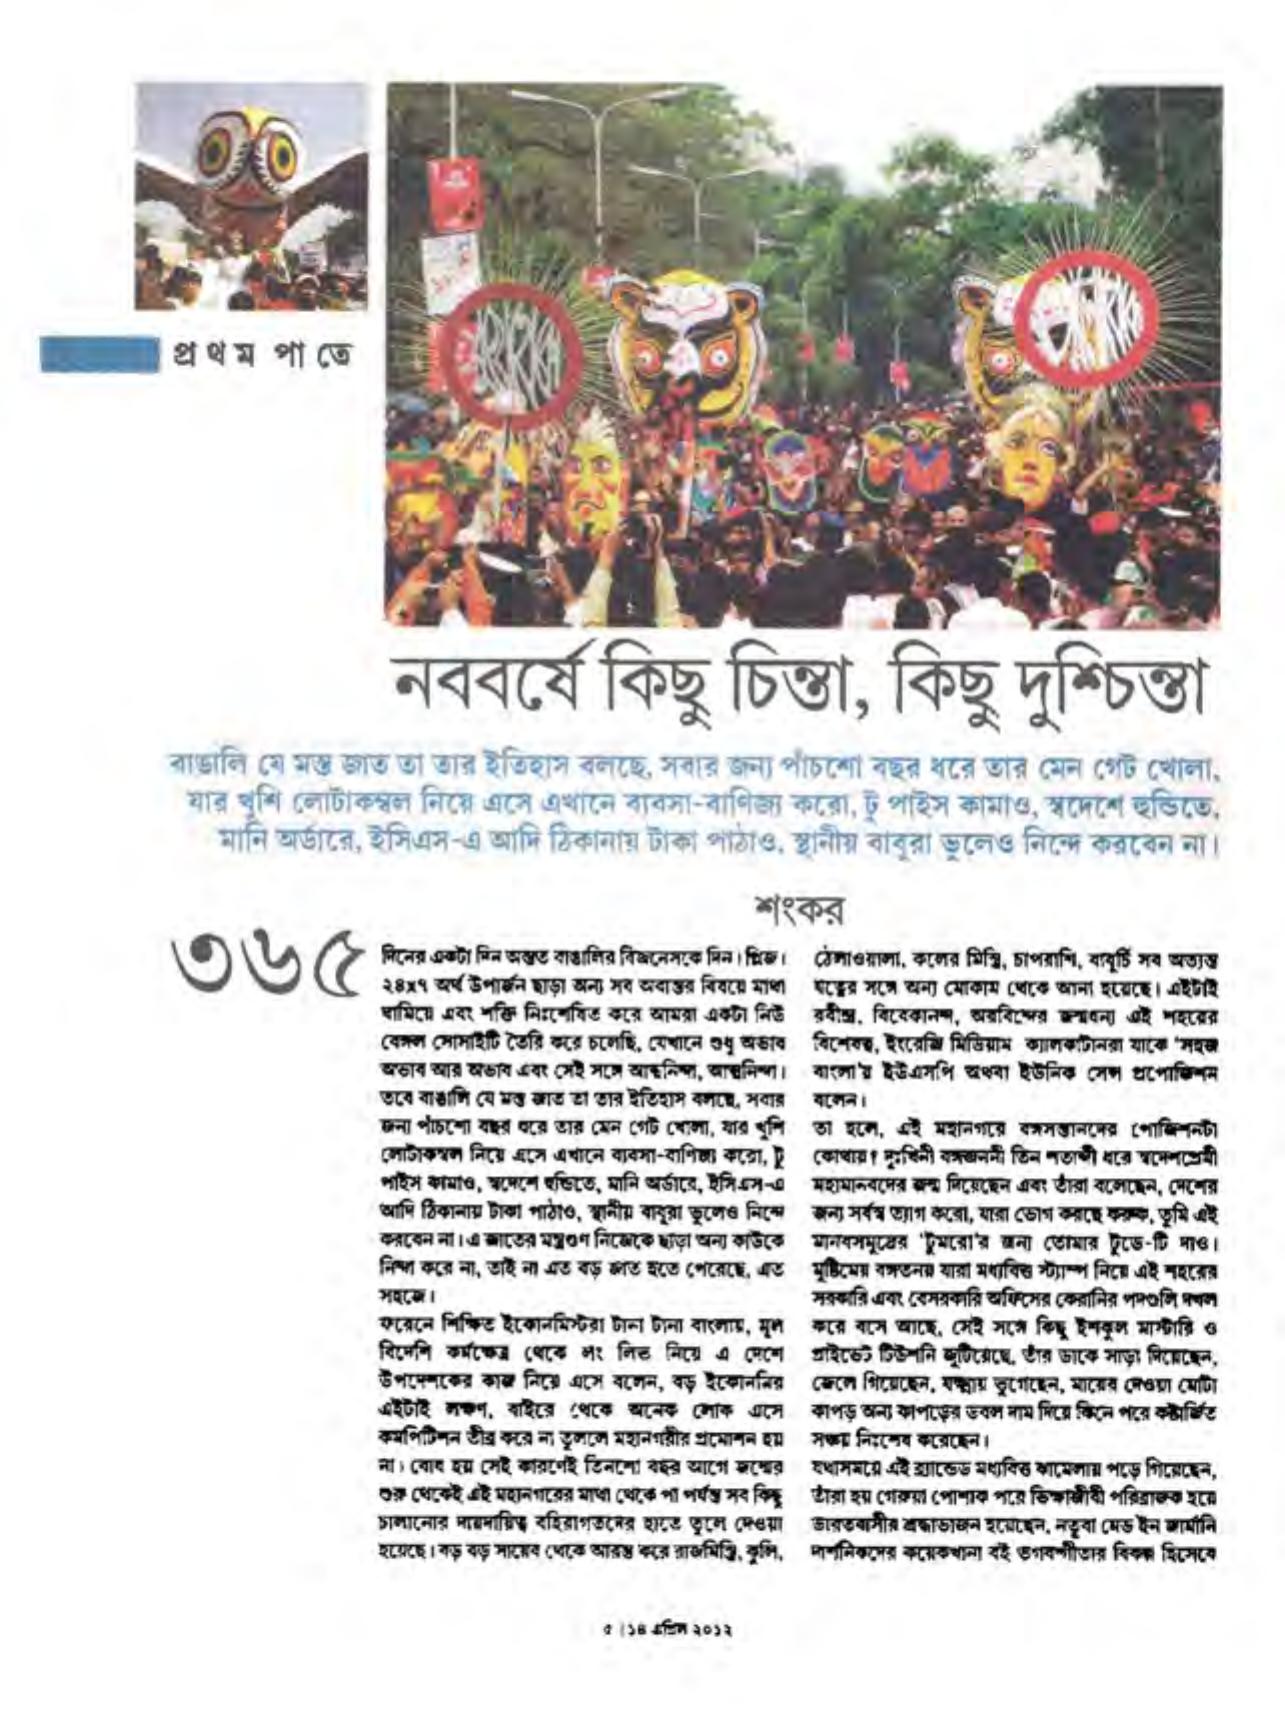 প্রথম পাতে
নববর্ষে কিছু চিন্তা, কিছু দুশ্চিন্তা
বাঙালি যে মস্ত জাত তা তার ইতিহাস বলছে, সবার জন্য পাঁচশো বছর ধরে তার মেন গেট খোলা,
যার খুশি লোটাকম্বল নিয়ে এসে এখানে ব্যবসা-বাণিজ্য করো, টু পাইস কামাও, স্বদেশে হুন্ডিতে,
মানি অর্ডারে, ইসিএস-এ আদি ঠিকানায় টাকা পাঠাও, স্থানীয় বাবুরা ভুলেও নিন্দে করবেন না।
শংকর
৩৬৫
দিনের একটা দিন অন্তত বাঙালির বিজনেসকে দিন। প্লিজ।
২৪x৭ অর্থ উপার্জন ছাড়া অন্য সব অবান্তর বিষয়ে মাথা
ঘামিয়ে এবং শক্তি নিঃশেষিত করে আমরা একটা নিউ
বেঙ্গল সোসাইটি তৈরি করে চলেছি, যেখানে শুধু অভাব
অভাব আর অভাব এবং সেই সঙ্গে আত্মনিন্দা, আত্মনিন্দা।
তবে বাঙালি যে মস্ত জাত তা তার ইতিহাস বলছে, সবার
জন্য পাঁচশো বছর ধরে তার মেন গেট খোলা, যার খুশি
লোটাকম্বল নিয়ে এসে এখানে ব্যবসা-বাণিজ্য করো, টু
পাইস কামাও, স্বদেশে হুন্ডিতে, মানি অর্ডারে, ইসিএস-এ
আদি ঠিকানায় টাকা পাঠাও, স্থানীয় বাবুরা ভুলেও নিন্দে
করবেন না। এ জাতের মস্তগুণ নিজেকে ছাড়া অন্য কাউকে
নিন্দা করে না, তাই না এত বড় জাত হতে পেরেছে, এত
সহজে।
ফরেনে শিক্ষিত ইকোনমিস্টরা টানা টানা বাংলায়, মূল
বিদেশি কর্মক্ষেত্র থেকে লং লিভ নিয়ে এ দেশে
উপদেশকের কাজ নিয়ে এসে বলেন, বড় ইকোনমির
এইটাই লক্ষণ, বাইরে থেকে অনেক লোক এসে
কমপিটিশন তীব্র করে না তুললে মহানগরীর প্রমোশন হয়
না। বোধ হয় সেই কারণেই তিনশো বছর আগে জন্মের
শুরু থেকেই এই মহানগরের মাথা থেকে পা পর্যন্ত সব কিছু
চালানোর দায়দায়িত্ব বহিরাগতদের হাতে তুলে দেওয়া
হয়েছে। বড় বড় সায়েব থেকে আরম্ভ করে রাজমিস্ত্রি, কুলি,
ঠেলাওয়ালা, কলের মিস্ত্রি, চাপরাশি, বাবুর্চি সব অত্যন্ত
যত্নের সঙ্গে অন্য মোকাম থেকে আনা হয়েছে। এইটাই
রবীন্দ্র, বিবেকানন্দ, অরবিন্দের জন্মধন্য এই শহরের
বিশেষত্ব, ইংরেজি মিডিয়াম ক্যালকাটানরা যাকে 'সহজ
বাংলা'য় ইউএসপি অথবা ইউনিক সেল্স প্রপোজিশন
বলেন।
তা হলে, এই মহানগরে বঙ্গসন্তানদের পোজিশনটা
কোথায়? দুঃখিনী বঙ্গজননী তিন শতাব্দী ধরে স্বদেশপ্রেমী
মহামানবদের জন্ম দিয়েছেন এবং তাঁরা বলেছেন, দেশের
জন্য সর্বস্ব ত্যাগ করো, যারা ভোগ করছে করুক, তুমি এই
মানবসমুদ্রের 'টুমরো'র জন্য তোমার টুডে-টি দাও।
মুষ্টিমেয় বঙ্গতনয় যারা মধ্যবিত্ত স্ট্যাম্প নিয়ে এই শহরের
সরকারি এবং বেসরকারি অফিসের কেরানির পদগুলি দখল
করে বসে আছে, সেই সঙ্গে কিছু ইশকুল মাস্টারি ও
প্রাইভেট টিউশনি জুটিয়েছে, তাঁর ডাকে সাড়া দিয়েছেন,
জেলে গিয়েছেন, যক্ষ্মায় ভুগেছেন, মায়ের দেওয়া মোটা
কাপড় অন্য কাপড়ের ডবল দাম দিয়ে কিনে পরে কষ্টার্জিত
সঞ্চয় নিঃশেষ করেছেন।
যথাসময়ে এই ব্র্যান্ডেড মধ্যবিত্ত ঝামেলায় পড়ে গিয়েছেন,
তাঁরা হয় গেরুয়া পোশাক পরে ভিক্ষাজীবী পরিব্রাজক হয়ে
ভারতবাসীর শ্রদ্ধাভাজন হয়েছেন, নতুবা মেড ইন জার্মানি
দার্শনিকদের কয়েকখানা বই ভগবদ্গীতার বিকল্প হিসেবে
৫।১৪ এপ্রিল ২০১২